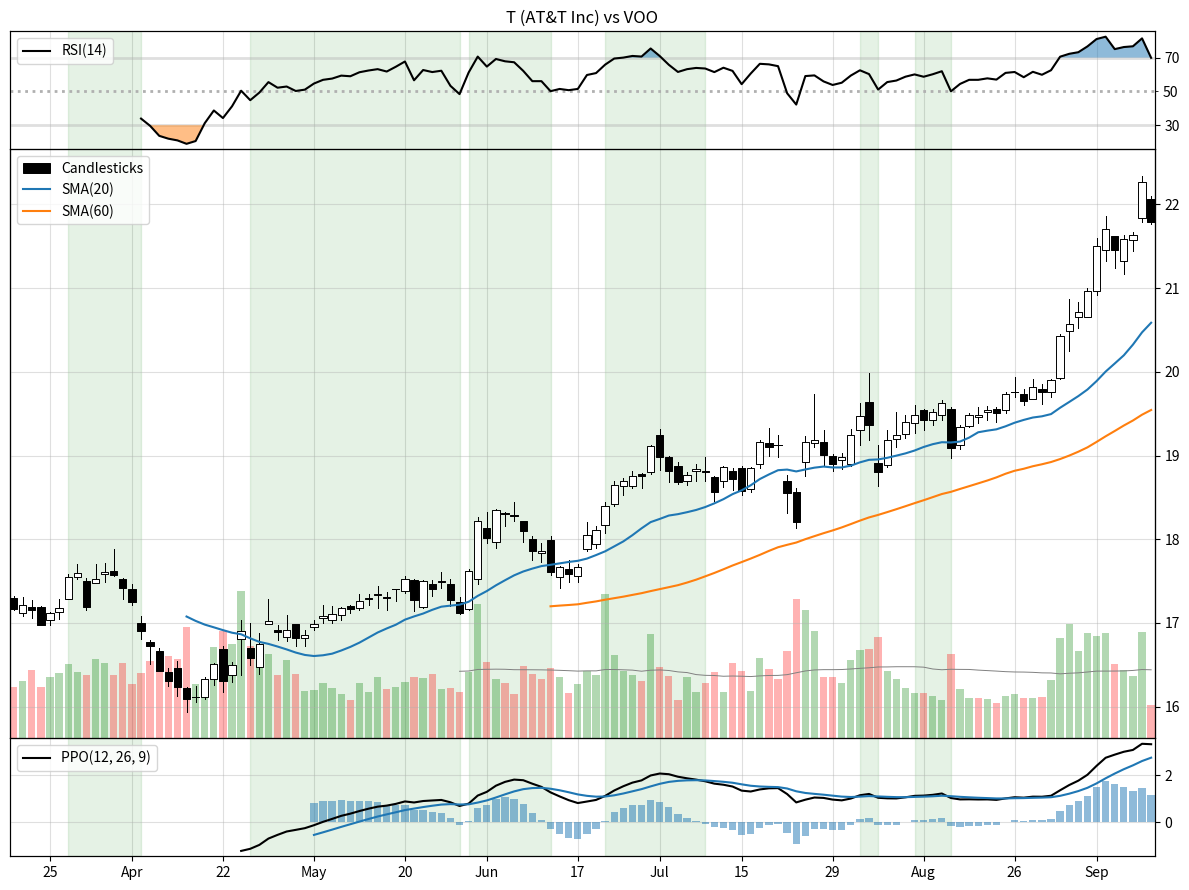 T (AT&T Inc) vs VOO
RSI(14)
70
50
30
Candlesticks
SMA(20)
SMA(60)
22
21
20
19
18
17
16
PPO(12, 26, 9)
2
0
25 Apr 22 May 20 Jun 17 Jul 15 29 Aug 26 Sep